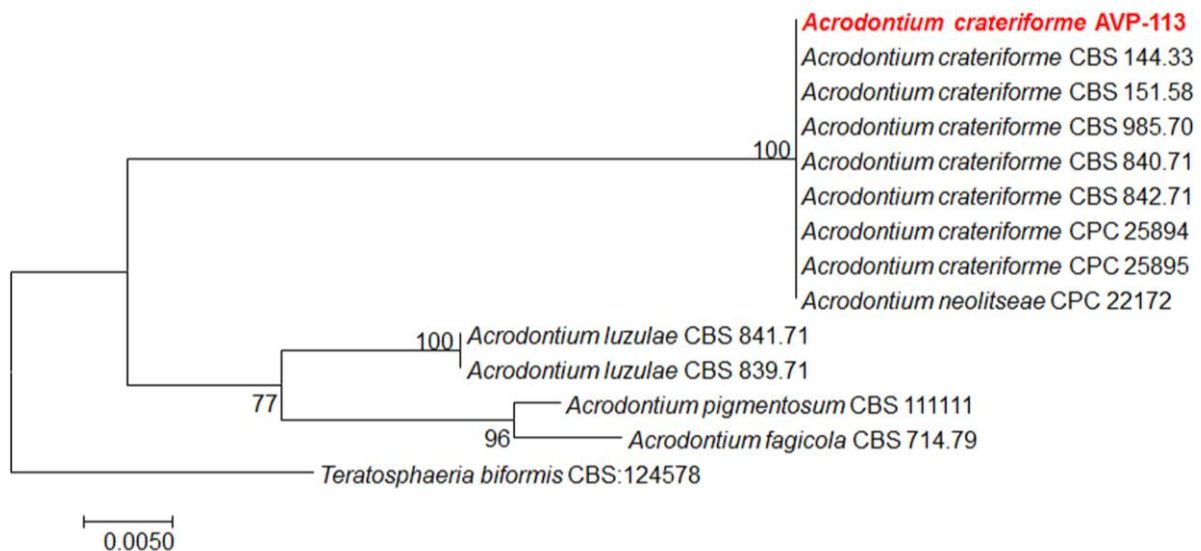 Acrodontium crateriforme AVP-113
Acrodontium crateriforme CBS 144.33
Acrodontium crateriforme CBS 151.58
Acrodontium crateriforme CBS 985.70
100
Acrodontium crateriforme CBS 840.71
Acrodontium crateriforme CBS 842.71
Acrodontium crateriforme CPC 25894
Acrodontium crateriforme CPC 25895
Acrodontium neolitseae CPC 22172
100
Acrodontium luzulae CBS 841.71
Acrodontium luzulae CBS 839.71
77
Acrodontium pigmentosum CBS 111111
96
Acrodontium fagicola CBS 714.79
Teratosphaeria biformis CBS:124578
0.0050